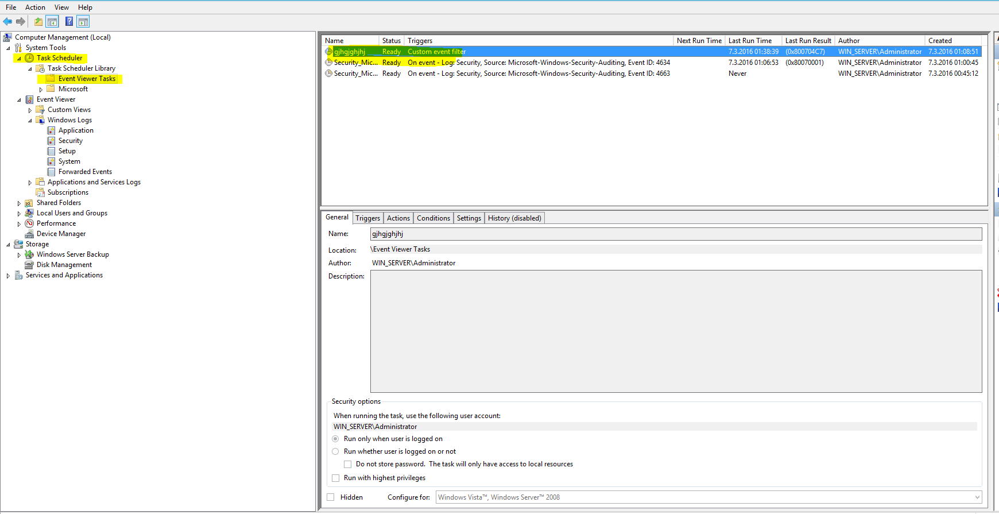 File Action View Help
Computer Management (Local)
System Tools
Task Scheduler
Task Scheduler Library
Event Viewer Tasks
Microsoft
Event Viewer
Custom Views
Windows Logs
Application
Security
Setup
System
Forwarded Events
Applications and Services Logs
Subscriptions
Shared Folders
Local Users and Groups
Performance
Device Manager
Storage
Windows Server Backup
Disk Management
Services and Applications
Name Status Triggers Next Run Time Last Run Time Last Run Result Author Created
gjhgjghjhj Ready Custom event filter 7.3.2016 01:38:39 (0x800704C7) WIN_SERVER\Administrator 7.3.2016 01:08:51
Security_Mic... Ready On event - Log: Security, Source: Microsoft-Windows-Security-Auditing, Event ID: 4634 7.3.2016 01:06:53 (0x80070001) WIN_SERVER\Administrator 7.3.2016 01:00:45
Security_Mic... Ready On event - Log: Security, Source: Microsoft-Windows-Security-Auditing, Event ID: 4663 Never WIN_SERVER\Administrator 7.3.2016 00:45:12
General Triggers Actions Conditions Settings History (disabled)
Name: gjhgjghjhj
Location: \Event Viewer Tasks
Author: WIN_SERVER\Administrator
Description:
Security options
When running the task, use the following user account:
WIN_SERVER\Administrator
Run only when user is logged on
Run whether user is logged on or not
Do not store password. The task will only have access to local resources
Run with highest privileges
Hidden Configure for: Windows Vista™, Windows Server™ 2008